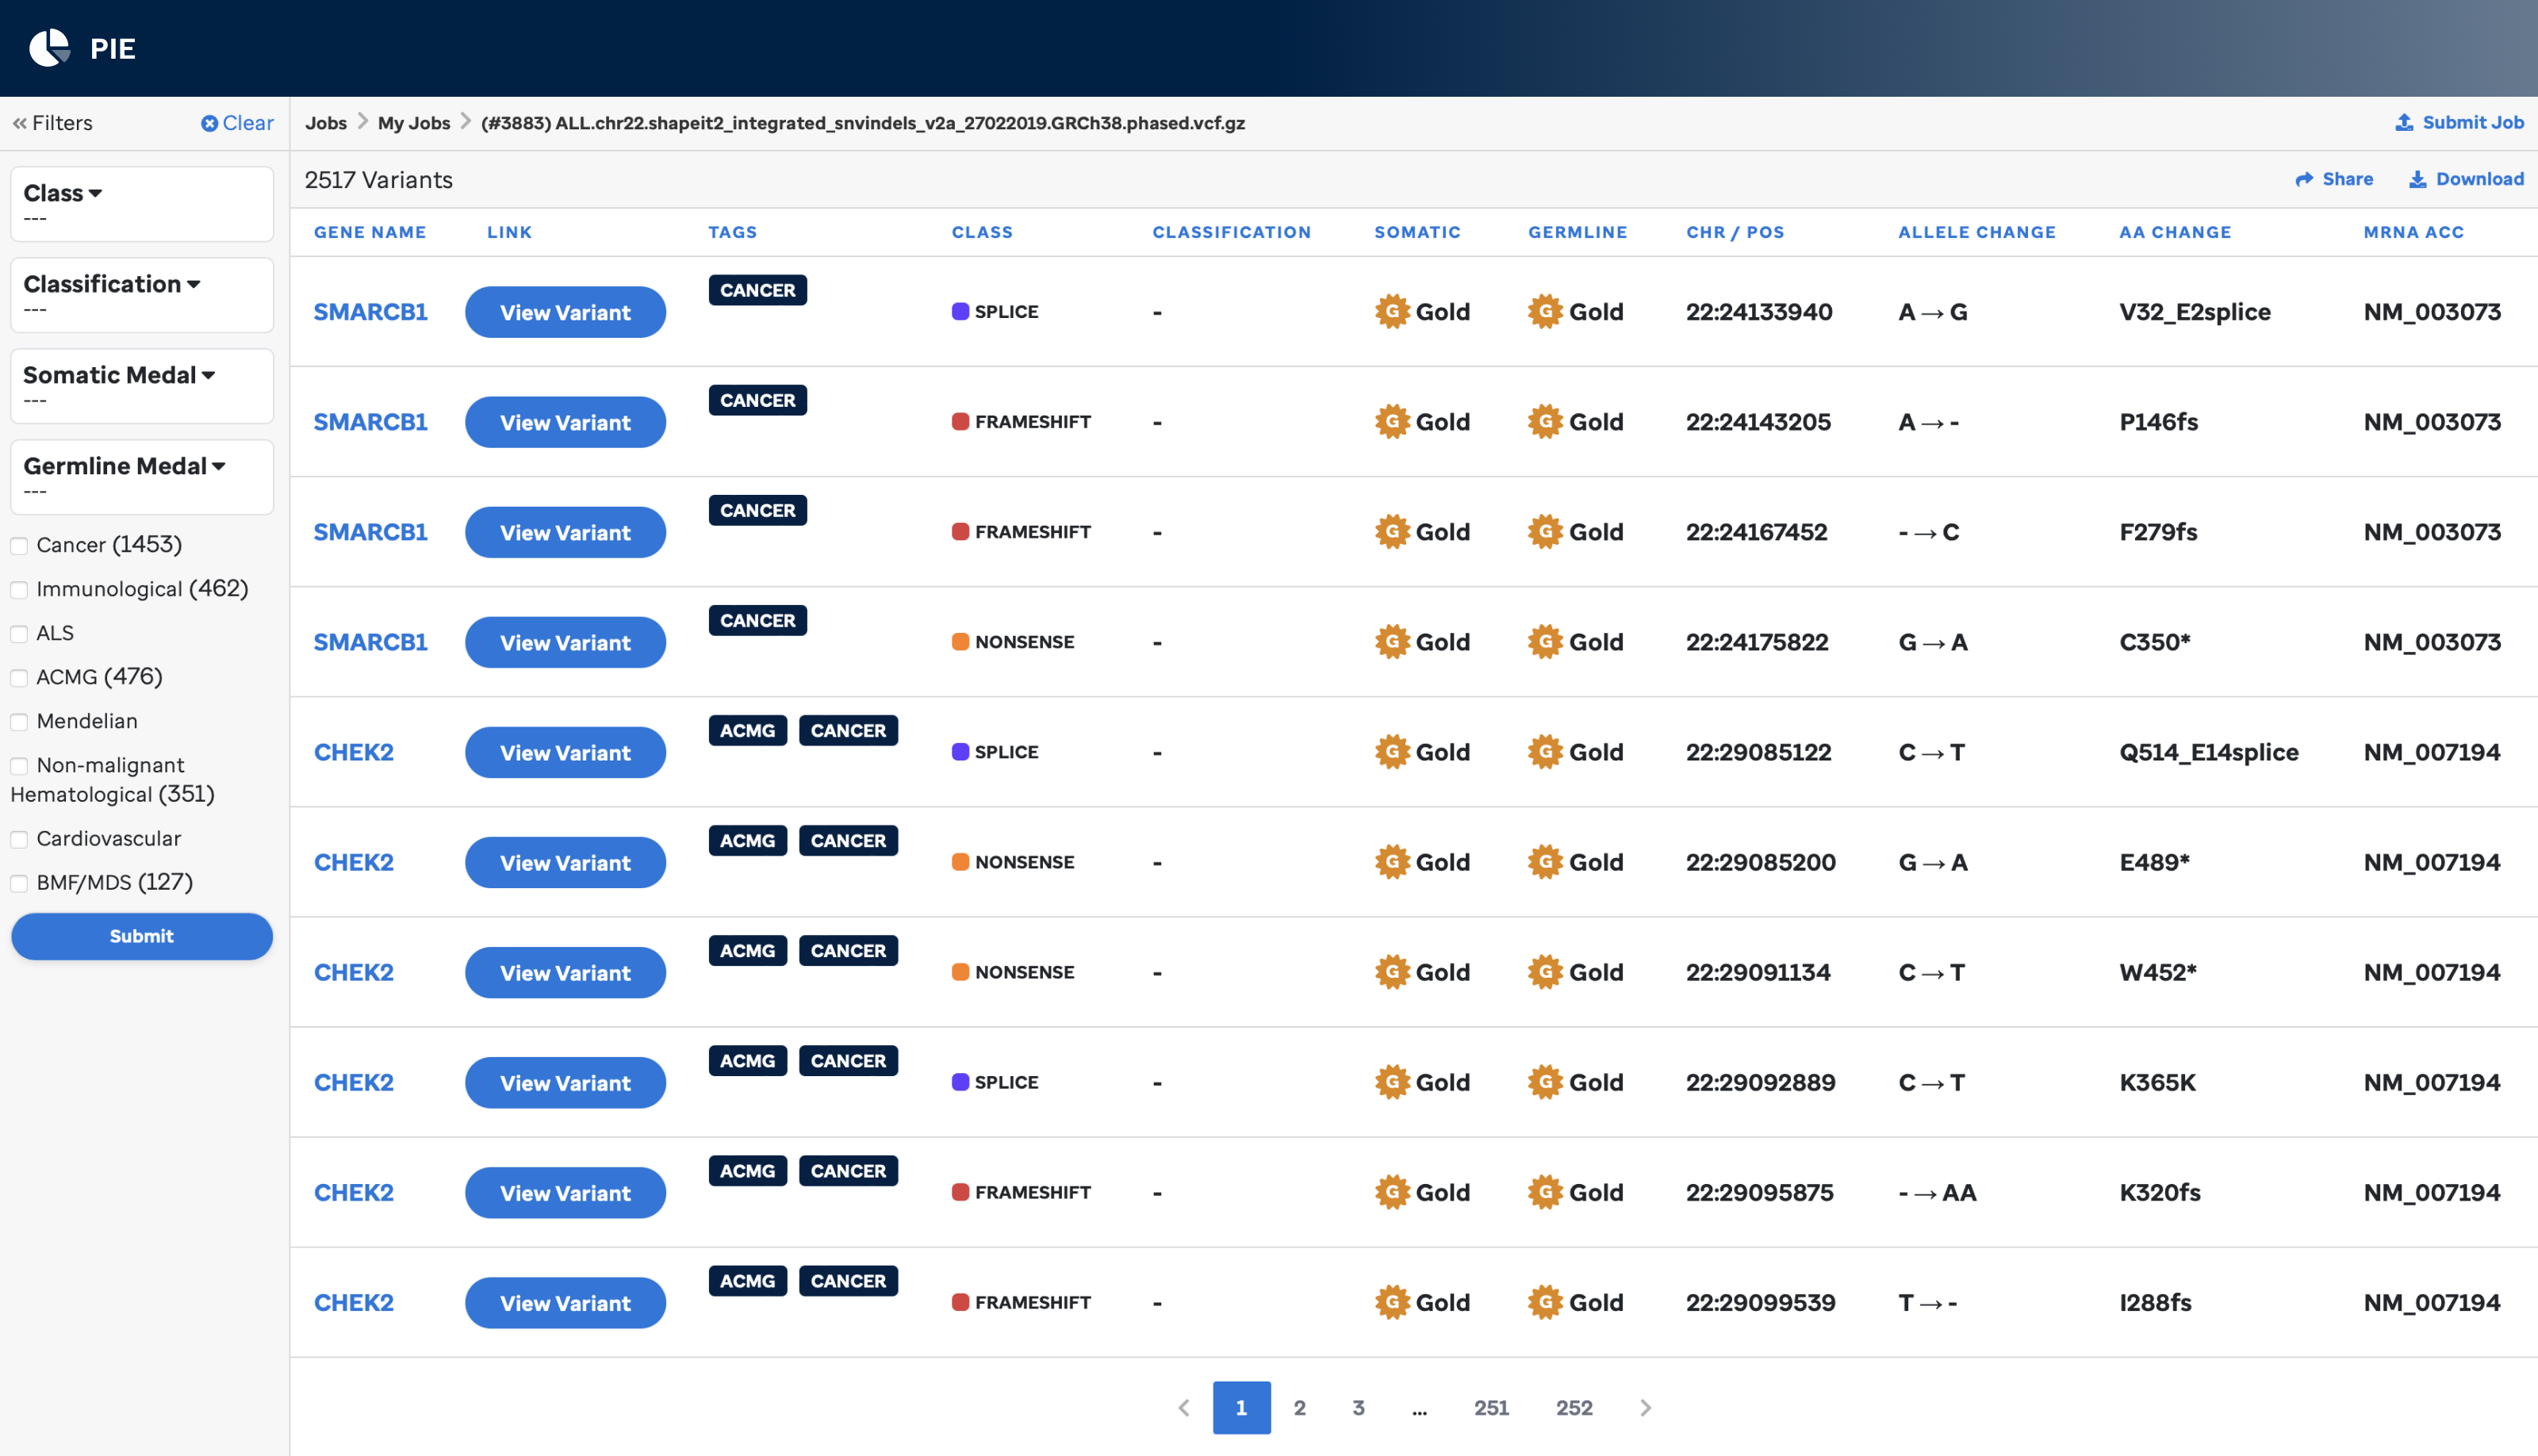 PIE
Filters Clear
Jobs My Jobs (#3883) ALL.chr22.shapeit2_integrated_snvindels_v2a_27022019.GRCh38.phased.vcf.gz Submit Job
2517 Variants Share Download
Class
---
Classification
---
Somatic Medal
---
Germline Medal
---
Cancer (1453)
Immunological (462)
ALS
ACMG (476)
Mendelian
Non-malignant
Hematological (351)
Cardiovascular
BMF/MDS (127)
Submit
GENE NAME LINK TAGS CLASS CLASSIFICATION SOMATIC GERMLINE CHR / POS ALLELE CHANGE AA CHANGE MRNA ACC
SMARCB1 View Variant CANCER SPLICE - G Gold G Gold 22:24133940 A → G V32_E2splice NM_003073
SMARCB1 View Variant CANCER FRAMESHIFT - G Gold G Gold 22:24143205 A → - P146fs NM_003073
SMARCB1 View Variant CANCER FRAMESHIFT - G Gold G Gold 22:24167452 - → C F279fs NM_003073
SMARCB1 View Variant CANCER NONSENSE - G Gold G Gold 22:24175822 G → A C350* NM_003073
CHEK2 View Variant ACMG CANCER SPLICE - G Gold G Gold 22:29085122 C → T Q514_E14splice NM_007194
CHEK2 View Variant ACMG CANCER NONSENSE - G Gold G Gold 22:29085200 G → A E489* NM_007194
CHEK2 View Variant ACMG CANCER NONSENSE - G Gold G Gold 22:29091134 C → T W452* NM_007194
CHEK2 View Variant ACMG CANCER SPLICE - G Gold G Gold 22:29092889 C → T K365K NM_007194
CHEK2 View Variant ACMG CANCER FRAMESHIFT - G Gold G Gold 22:29095875 - → AA K320fs NM_007194
CHEK2 View Variant ACMG CANCER FRAMESHIFT - G Gold G Gold 22:29099539 T → - I288fs NM_007194
1 2 3 ... 251 252